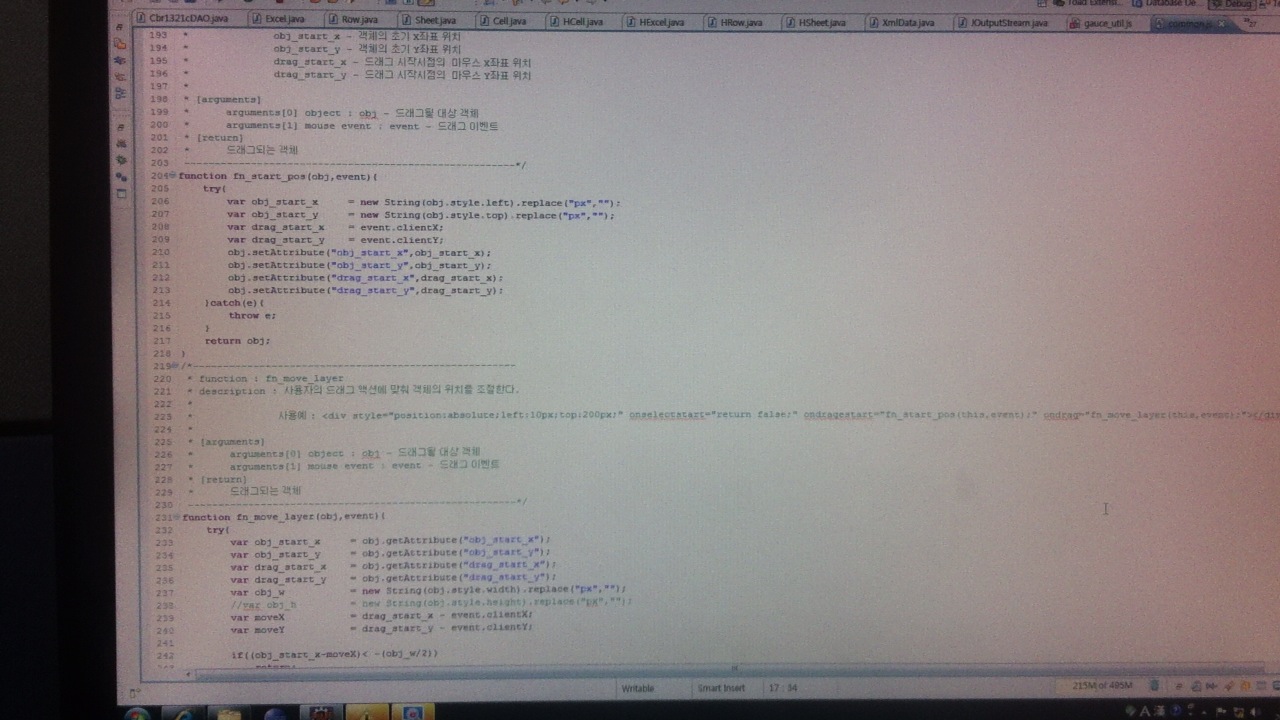 Cbr1321cDAO.java Excel.java Row.java Sheet.java Cell.java HCell.java HExcel.java HRow.java HSheet.java XmlData.java JOutputStream.java gauce_util.js common.js
Debug
193 * obj_start_x - 객체의 초기 X좌표 위치
194 * obj_start_y - 객체의 초기 Y좌표 위치
195 * drag_start_x - 드래그 시작시점의 마우스 X좌표 위치
196 * drag_start_y - 드래그 시작시점의 마우스 Y좌표 위치
197 *
198 * [arguments]
199 * arguments[0] object : obj - 드래그될 대상 객체
200 * arguments[1] mouse event : event - 드래그 이벤트
201 * [return]
202 * 드래그되는 객체
203 -------------------------------------------------------*/
204 function fn_start_pos(obj,event){
205 try{
206 var obj_start_x = new String(obj.style.left).replace("px","");
207 var obj_start_y = new String(obj.style.top).replace("px","");
208 var drag_start_x = event.clientX;
209 var drag_start_y = event.clientY;
210 obj.setAttribute("obj_start_x",obj_start_x);
211 obj.setAttribute("obj_start_y",obj_start_y);
212 obj.setAttribute("drag_start_x",drag_start_x);
213 obj.setAttribute("drag_start_y",drag_start_y);
214 }catch(e){
215 throw e;
216 }
217 return obj;
218 }
219 /*------------------------------------------------------
220 * function : fn_move_layer
221 * description : 사용자의 드래그 액션에 맞춰 객체의 위치를 조절한다.
222 *
223 * 사용예 : <div style="position:absolute;left:10px;top:200px;" onselectstart="return false;" ondragestart="fn_start_pos(this,event);" ondrag="fn_move_layer(this,event);"></div
224 *
225 * [arguments]
226 * arguments[0] object : obj - 드래그될 대상 객체
227 * arguments[1] mouse event : event - 드래그 이벤트
228 * [return]
229 * 드래그되는 객체
230 -------------------------------------------------------*/
231 function fn_move_layer(obj,event){
232 try{
233 var obj_start_x = obj.getAttribute("obj_start_x");
234 var obj_start_y = obj.getAttribute("obj_start_y");
235 var drag_start_x = obj.getAttribute("drag_start_x");
236 var drag_start_y = obj.getAttribute("drag_start_y");
237 var obj_w = new String(obj.style.width).replace("px","");
238 //var obj_h = new String(obj.style.height).replace("px","");
239 var moveX = drag_start_x - event.clientX;
240 var moveY = drag_start_y - event.clientY;
241
242 if((obj_start_x-moveX)< -(obj_w/2))
Writable Smart Insert 17 : 34 215M of 495M
A 漢